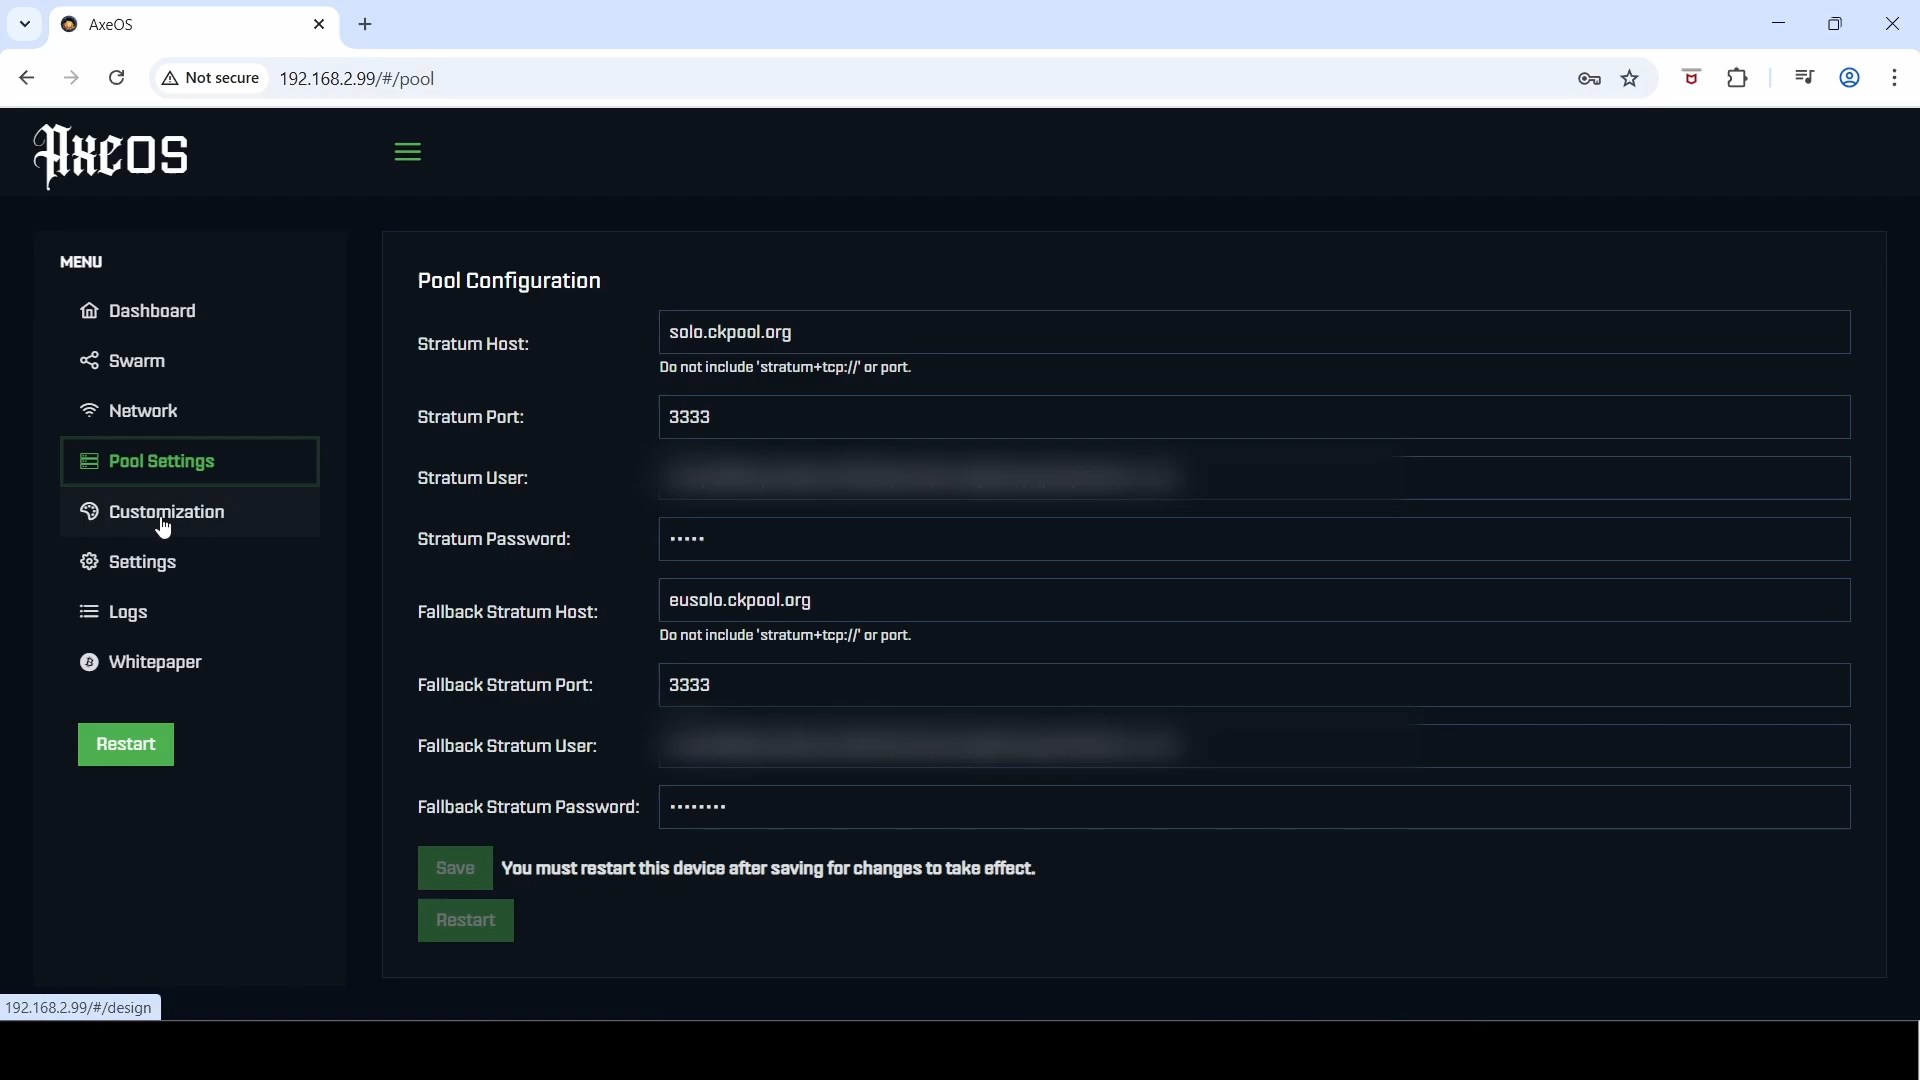 AxeOS
Not secure
192.168.2.99/#/pool
AxeOS
MENU
Dashboard
Swarm
Network
Pool Settings
Customization
Settings
Logs
Whitepaper
Restart
Pool Configuration
Stratum Host:
solo.ckpool.org
Do not include 'stratum+tcp://' or port.
Stratum Port:
3333
Stratum User:
Stratum Password:
•••••
Fallback Stratum Host:
eusolo.ckpool.org
Do not include 'stratum+tcp://' or port.
Fallback Stratum Port:
3333
Fallback Stratum User:
Fallback Stratum Password:
••••••••
Save
You must restart this device after saving for changes to take effect.
Restart
192.168.2.99/#/design